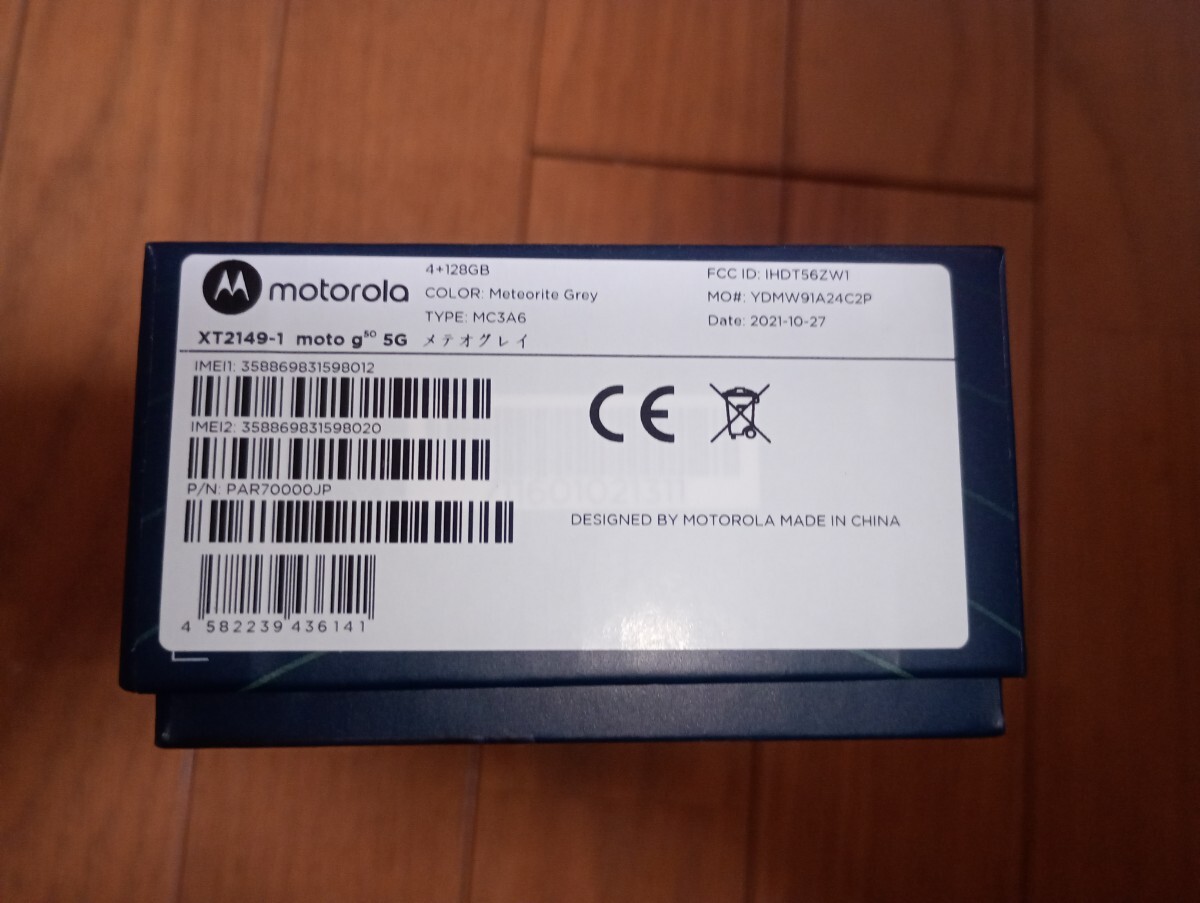 motorola
4+128GB
COLOR: Meteorite Grey
TYPE: MC3A6
XT2149-1 moto g⁵⁰ 5G メテオグレイ
FCC ID: IHDT56ZW1
MO#: YDMW91A24C2P
Date: 2021-10-27
IMEI1: 358869831598012
IMEI2: 358869831598020
P/N: PAR70000JP
4 582239 436141
CE
DESIGNED BY MOTOROLA MADE IN CHINA